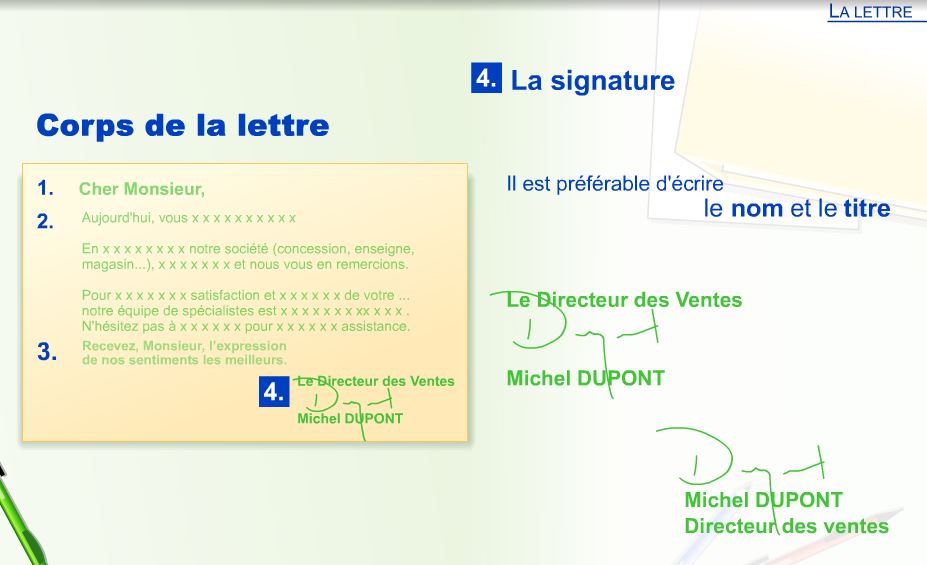 LA LETTRE
4. La signature
Corps de la lettre
1. Cher Monsieur,
2. Aujourd'hui, vous x x x x x x x x x x
En x x x x x x x x notre société (concession, enseigne,
magasin...), x x x x x x x et nous vous en remercions.
Pour x x x x x x x satisfaction et x x x x x x de votre ...
notre équipe de spécialistes est x x x x x x x xx x x x .
N'hésitez pas à x x x x x x pour x x x x x x assistance.
3. Recevez, Monsieur, l'expression
de nos sentiments les meilleurs.
4. Le Directeur des Ventes
Michel DUPONT
Il est préférable d'écrire
le nom et le titre
Le Directeur des Ventes
Michel DUPONT
Michel DUPONT
Directeur des ventes